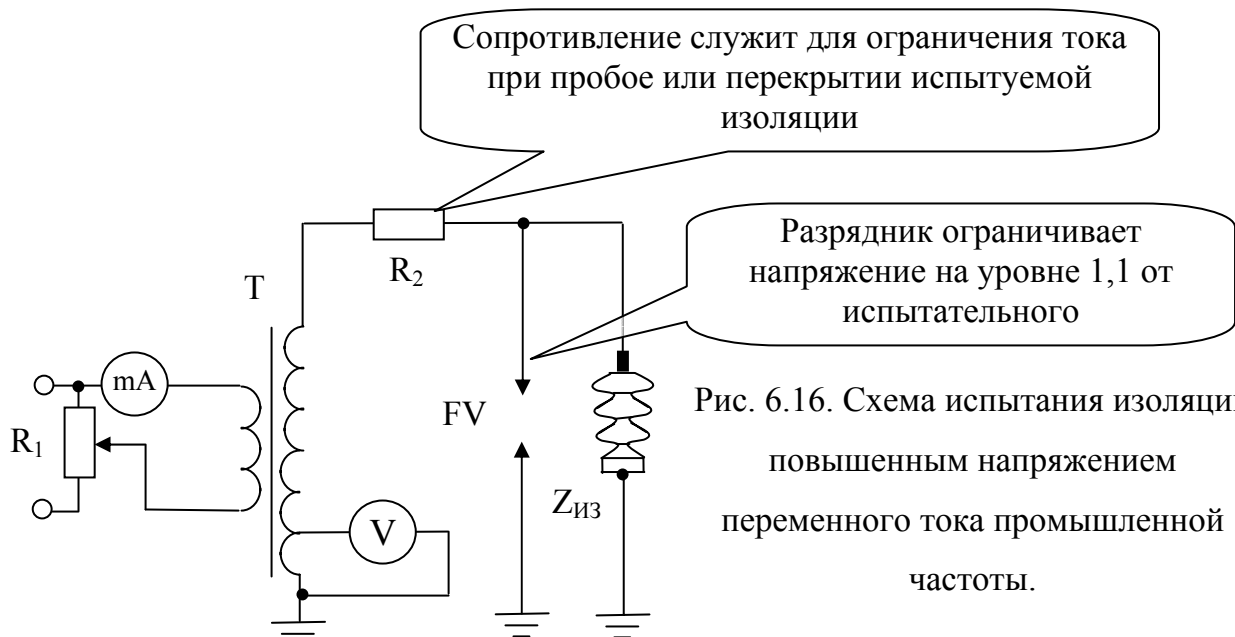 Сопротивление служит для ограничения тока
при пробое или перекрытии испытуемой
изоляции
R₂
Разрядник ограничивает
напряжение на уровне 1,1 от
испытательного
T
mA
R₁
FV
V
Zиз
Рис. 6.16. Схема испытания изоляци
повышенным напряжением
переменного тока промышленной
частоты.